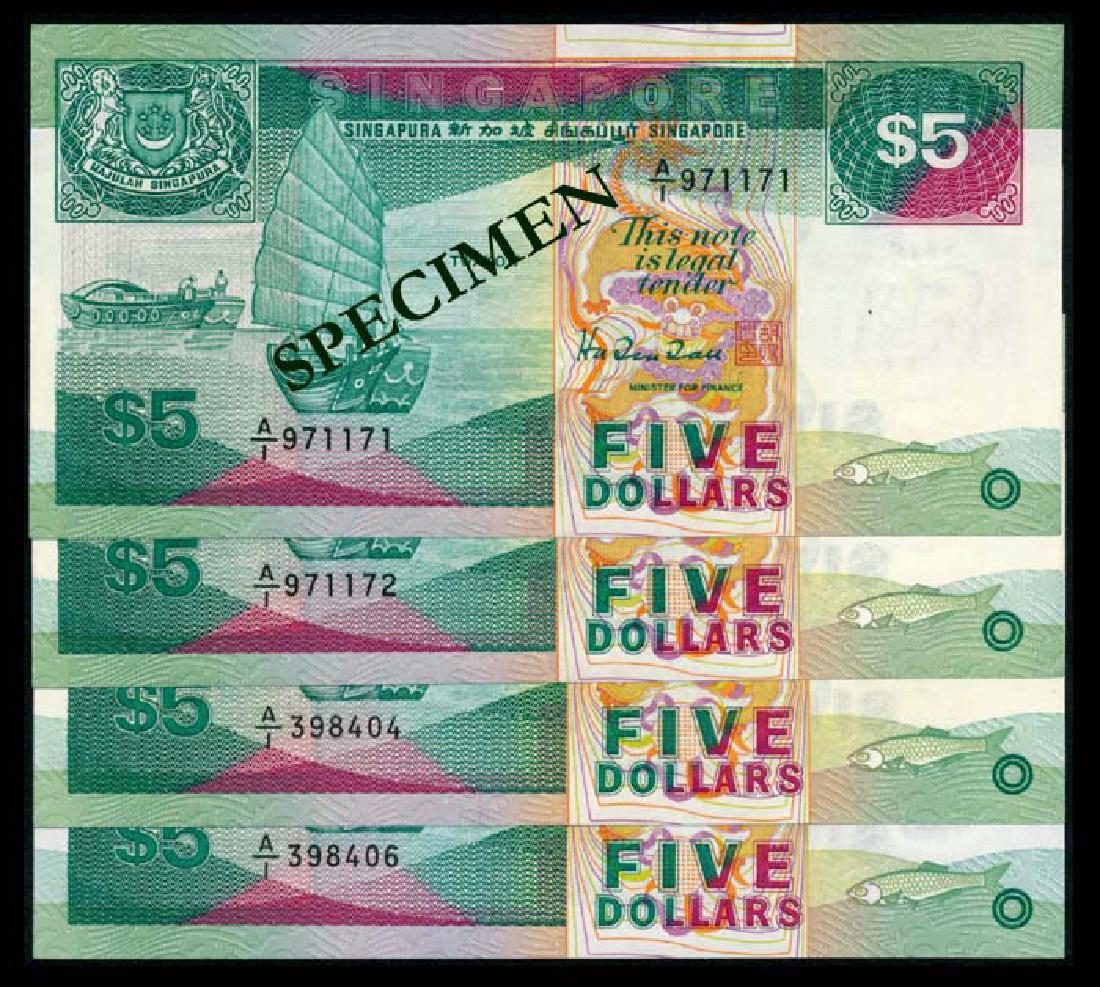 SINGAPORE
SINGAPURA 新加坡 சிங்கப்பூர் SINGAPORE
MAJULAH SINGAPURA
$5
A/1 971171
SPECIMEN
This note
is legal
tender
MINISTER FOR FINANCE
$5
A/1 971171
FIVE
DOLLARS
$5
A/1 971172
FIVE
DOLLARS
$5
A/1 398404
FIVE
DOLLARS
$5
A/1 398406
FIVE
DOLLARS